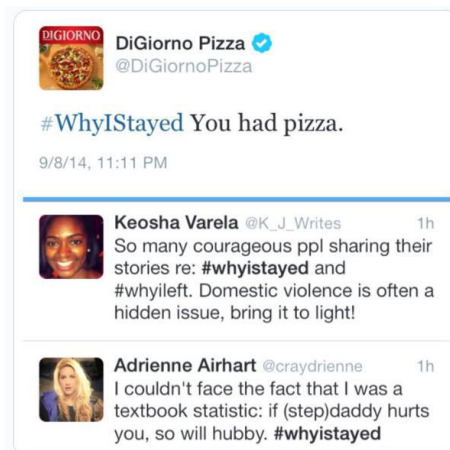 DIGIORNO
DiGiorno Pizza
@DiGiornoPizza
#WhyIStayed You had pizza.
9/8/14, 11:11 PM
Keosha Varela @K_J_Writes 1h
So many courageous ppl sharing their
stories re: #whyistayed and
#whyileft. Domestic violence is often a
hidden issue, bring it to light!
Adrienne Airhart @craydrienne 1h
I couldn't face the fact that I was a
textbook statistic: if (step)daddy hurts
you, so will hubby. #whyistayed